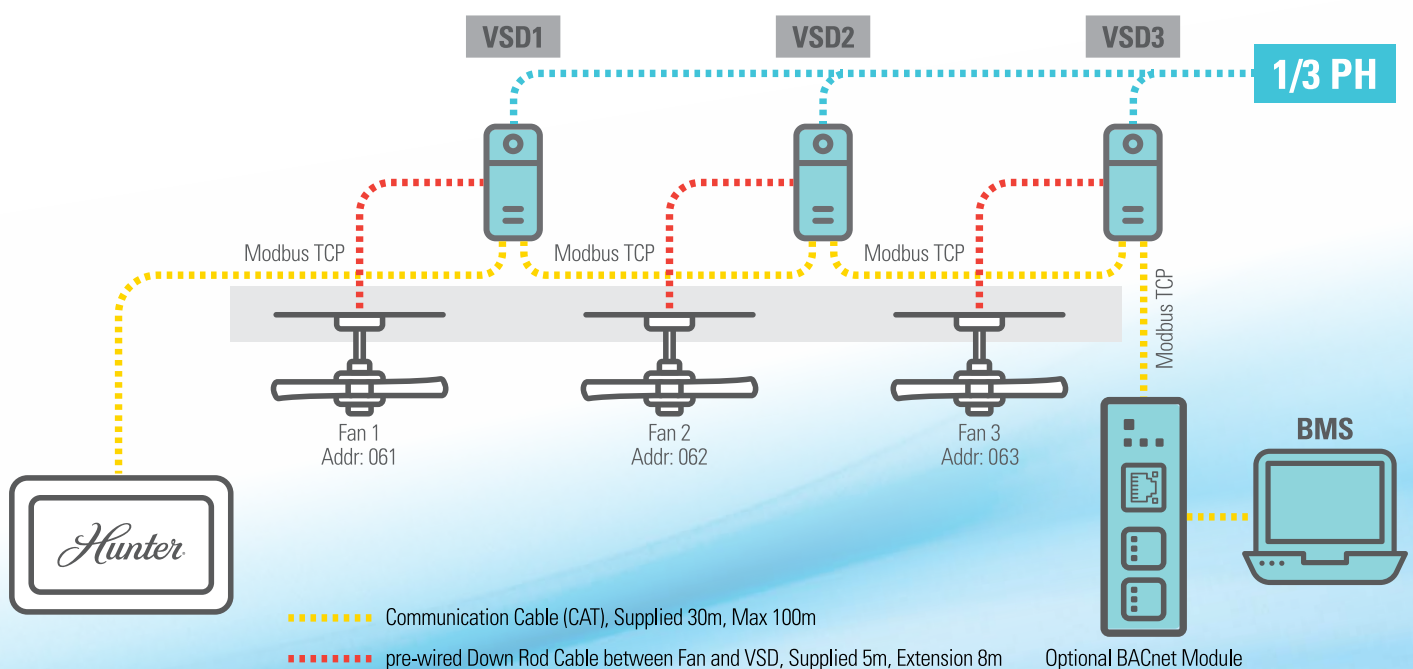 VSD1
VSD2
VSD3
1/3 PH
Modbus TCP
Modbus TCP
Modbus TCP
Modbus TCP
Fan 1
Addr: 061
Fan 2
Addr: 062
Fan 3
Addr: 063
BMS
Hunter
Communication Cable (CAT), Supplied 30m, Max 100m
pre-wired Down Rod Cable between Fan and VSD, Supplied 5m, Extension 8m
Optional BACnet Module